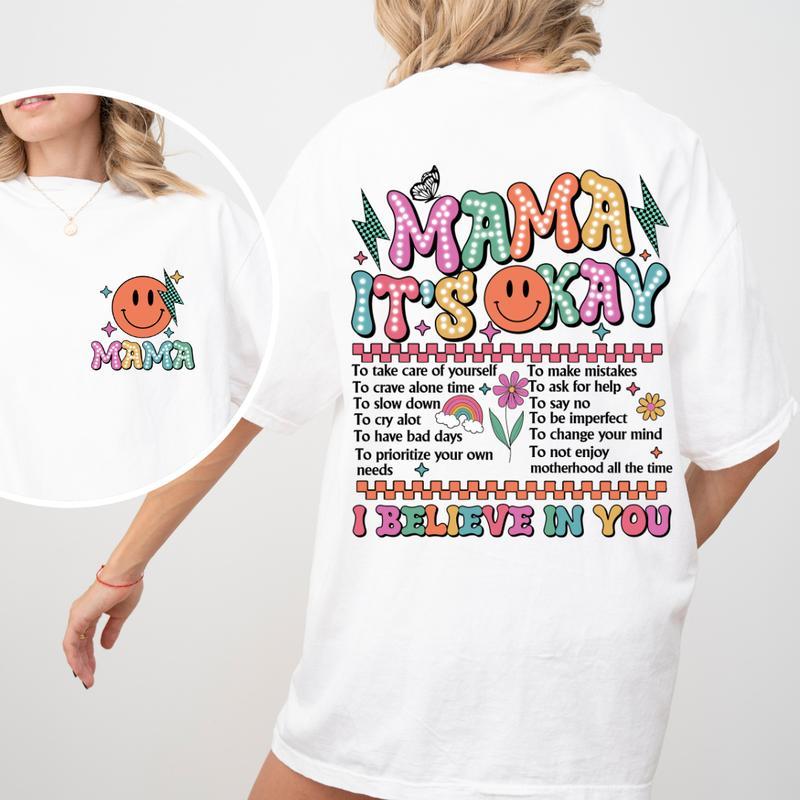 MAMA
MAMA
IT'S OKAY
To take care of yourself
To crave alone time
To slow down
To cry alot
To have bad days
To prioritize your own
needs
To make mistakes
To ask for help
To say no
To be imperfect
To change your mind
To not enjoy
motherhood all the time
I BELIEVE IN YOU